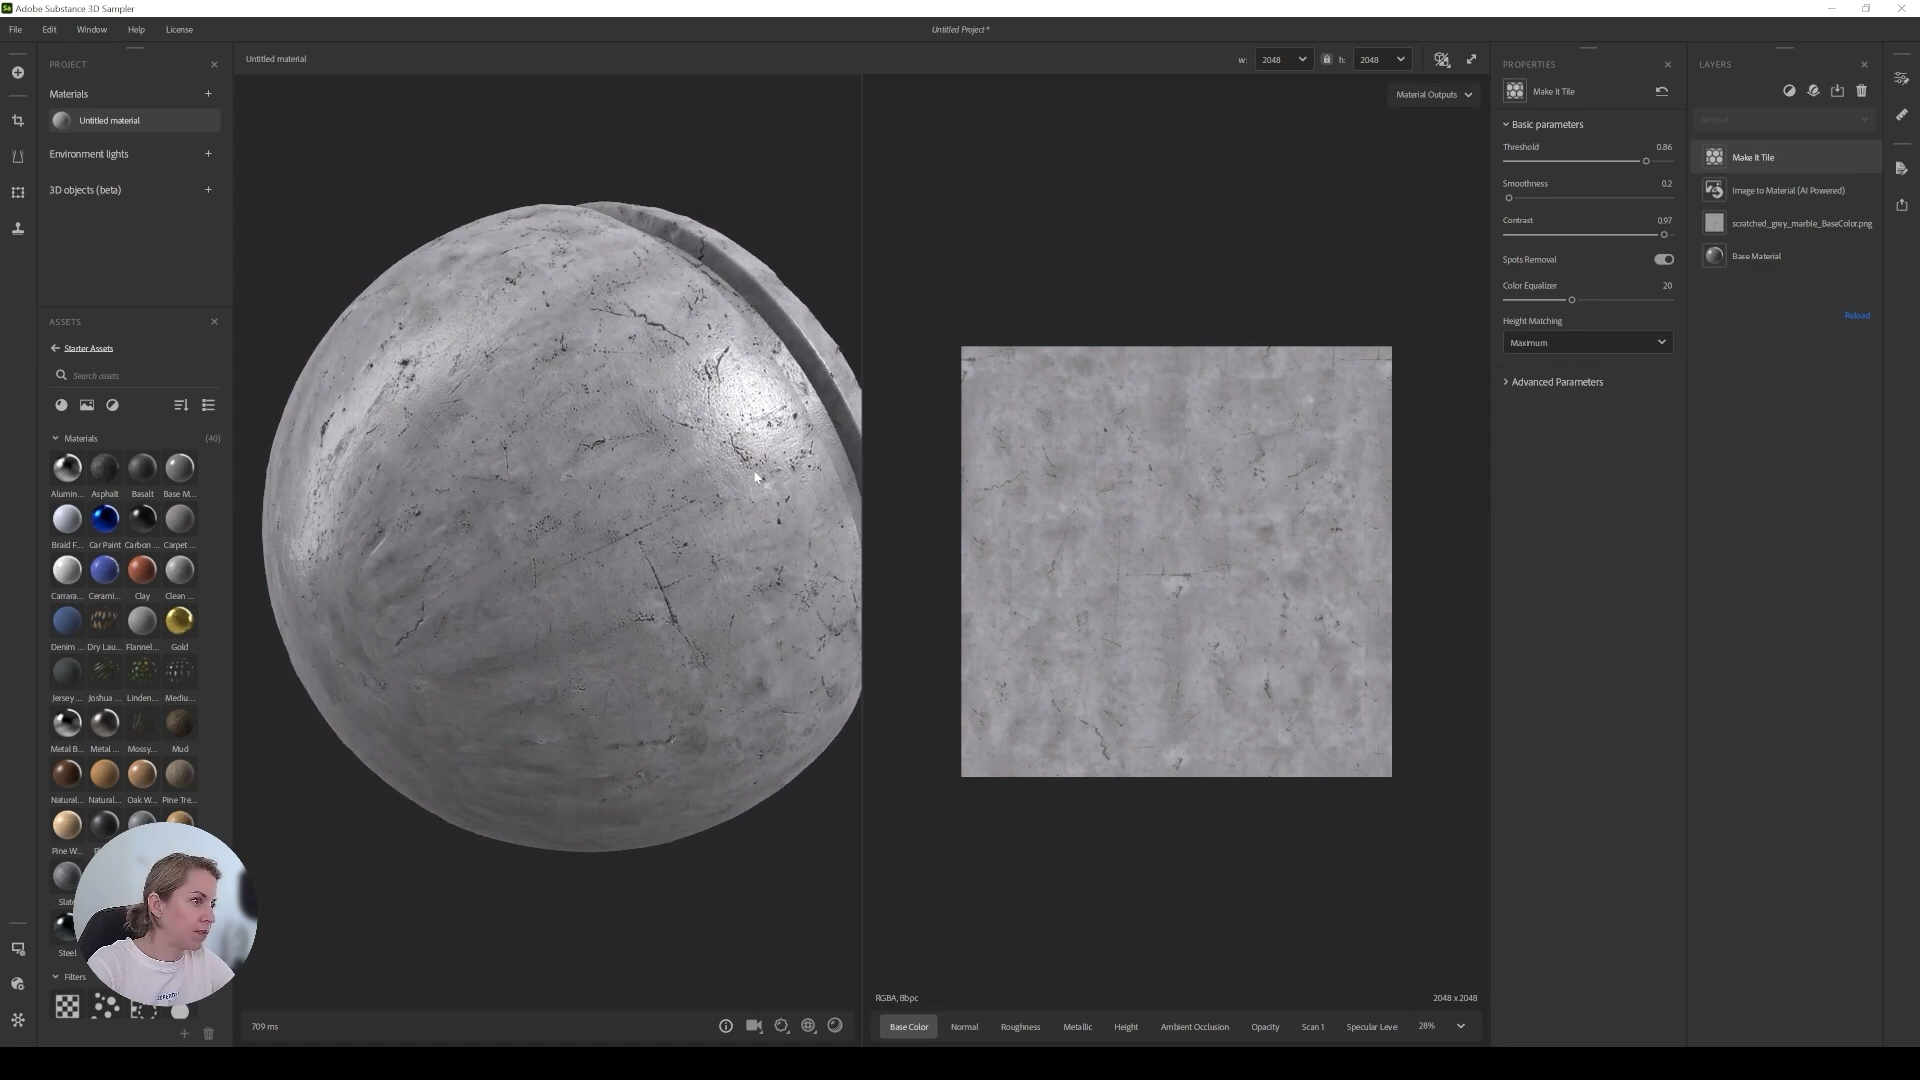 Adobe Substance 3D Sampler
File Edit Window Help License
Untitled Project*
PROJECT
Materials
Untitled material
Environment lights
3D objects (beta)
ASSETS
Starter Assets
Search assets
Materials (40)
Alumin... Asphalt Basalt Base M...
Braid F... Car Paint Carbon ... Carpet ...
Carrara... Cerami... Clay Clean ...
Denim ... Dry Lau... Flannel... Gold
Jersey ... Joshua ... Linden... Mediu...
Metal B... Metal ... Mossy... Mud
Natural... Natural... Oak W... Pine Tre...
Pine W...
Slat
Steel
Filters
Untitled material
w: 2048 h: 2048
Material Outputs
709 ms
RGBA, 8bpc
2048 x 2048
Base Color Normal Roughness Metallic Height Ambient Occlusion Opacity Scan 1 Specular Leve 28%
PROPERTIES
Make It Tile
Basic parameters
Threshold 0.86
Smoothness 0.2
Contrast 0.97
Spots Removal
Color Equalizer 20
Height Matching
Maximum
Advanced Parameters
LAYERS
Normal
Make It Tile
Image to Material (AI Powered)
scratched_grey_marble_BaseColor.png
Base Material
Reload